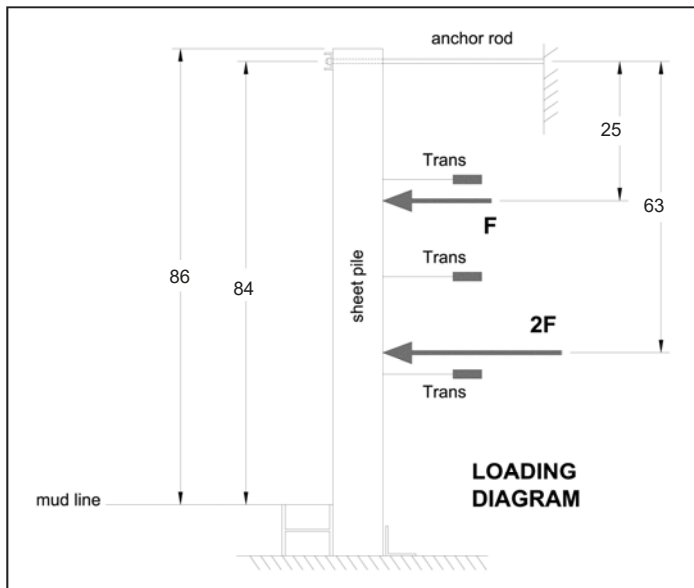 anchor rod
25
Trans
F
63
Trans
sheet pile
86
84
2F
Trans
LOADING
DIAGRAM
mud line